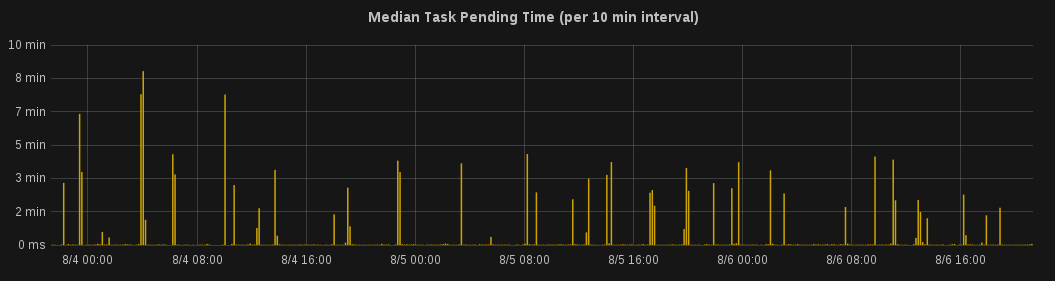 Median Task Pending Time (per 10 min interval)
10 min
8 min
7 min
5 min
3 min
2 min
0 ms
8/4 00:00 8/4 08:00 8/4 16:00 8/5 00:00 8/5 08:00 8/5 16:00 8/6 00:00 8/6 08:00 8/6 16:00